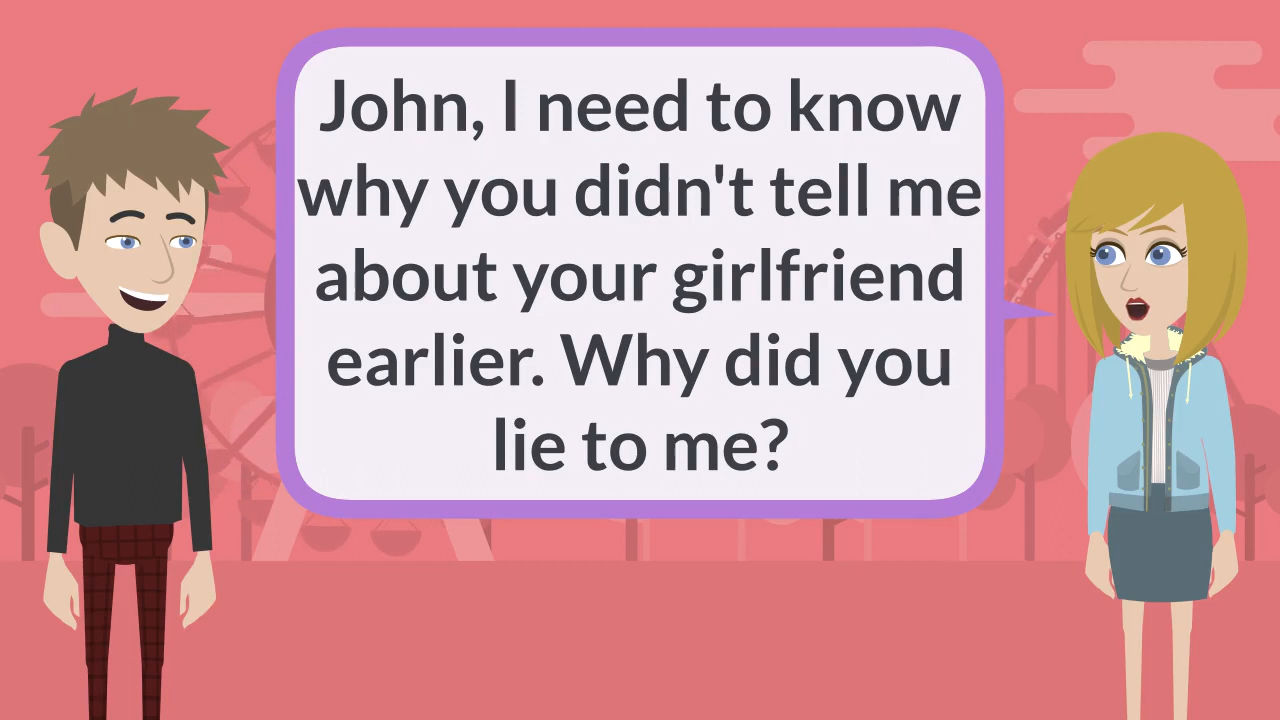 John, I need to know
why you didn't tell me
about your girlfriend
earlier. Why did you
lie to me?